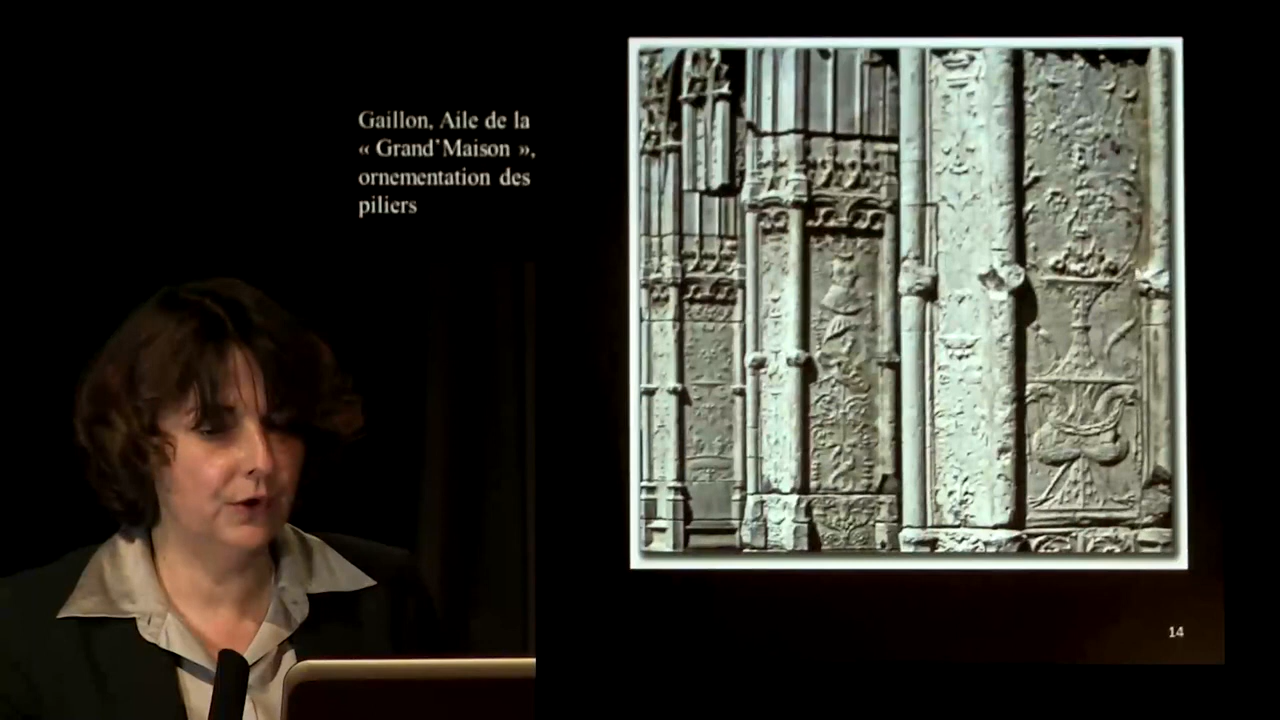 Gaillon, Aile de la
« Grand’Maison »,
ornementation des
piliers
14